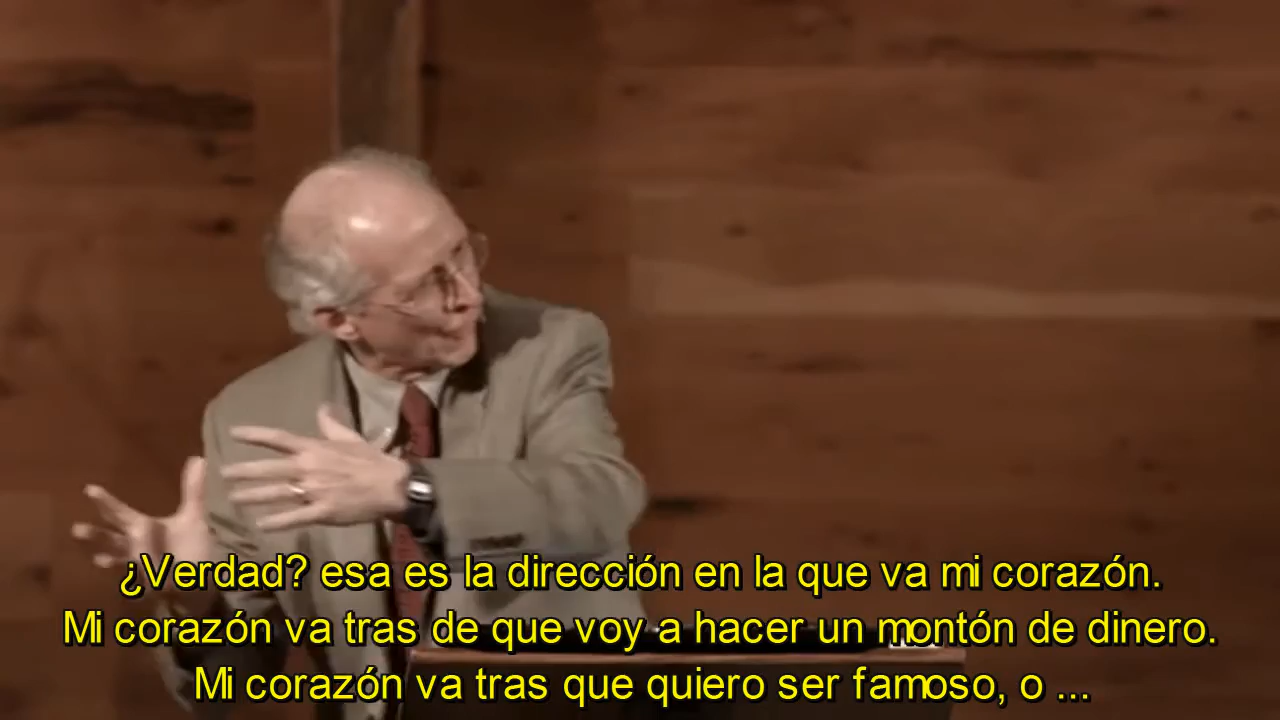 ¿Verdad? esa es la dirección en la que va mi corazón.
Mi corazón va tras de que voy a hacer un montón de dinero.
Mi corazón va tras que quiero ser famoso, o ...